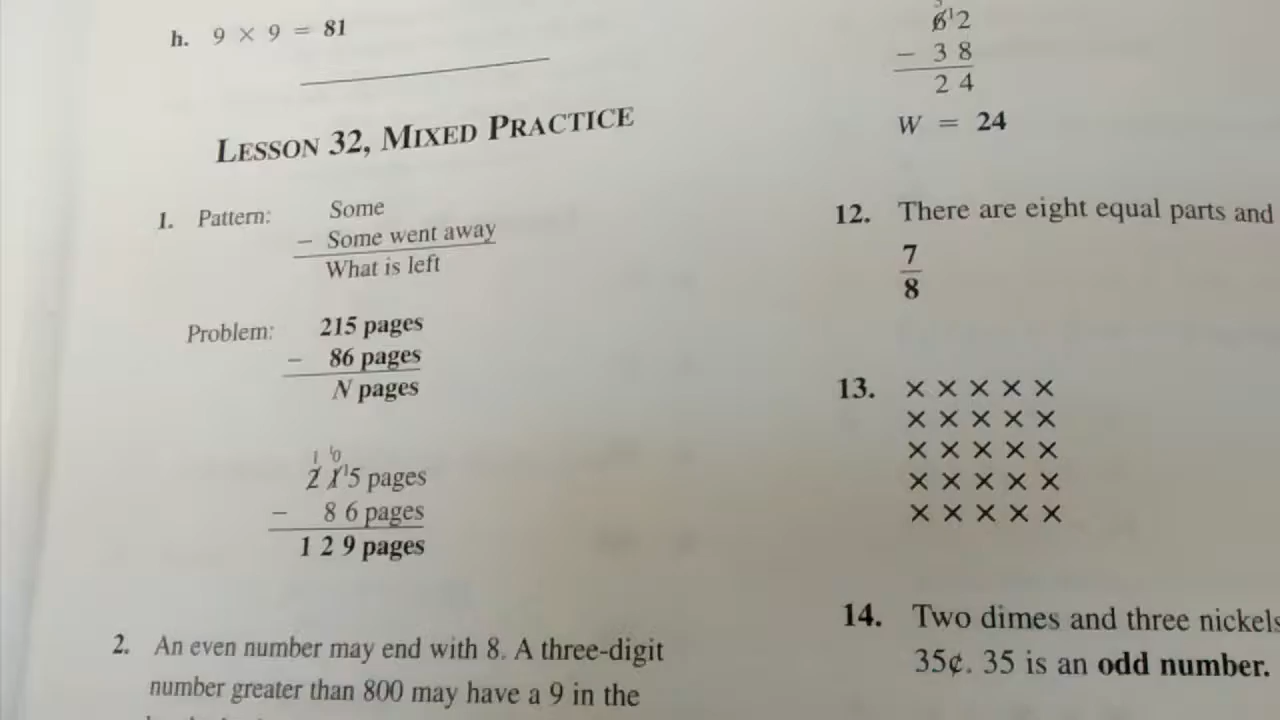 h. 9 × 9 = 81
LESSON 32, MIXED PRACTICE
1. Pattern: Some
− Some went away
What is left
Problem: 215 pages
− 86 pages
N pages
1 10
2 1 15 pages
− 8 6 pages
1 2 9 pages
2. An even number may end with 8. A three-digit
number greater than 800 may have a 9 in the
5
6 12
− 3 8
2 4
W = 24
12. There are eight equal parts and
7
8
13. × × × × ×
× × × × ×
× × × × ×
× × × × ×
× × × × ×
14. Two dimes and three nickels
35¢. 35 is an odd number.